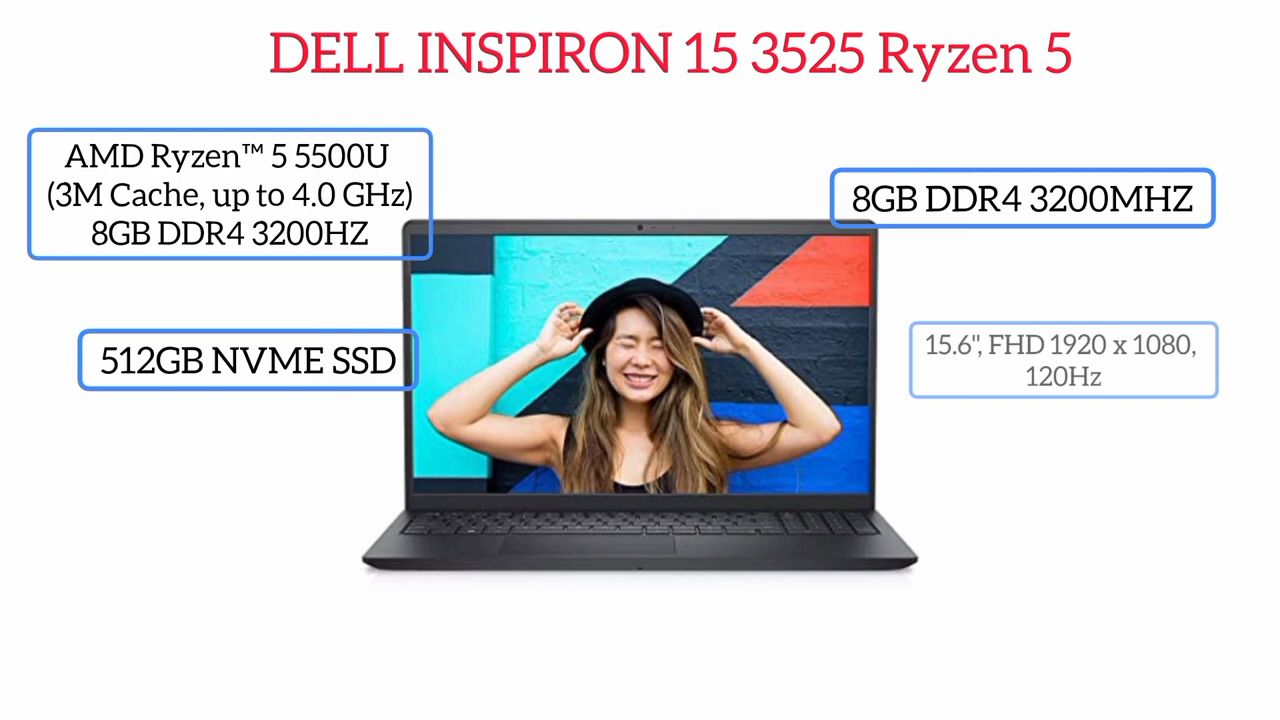 DELL INSPIRON 15 3525 Ryzen 5
AMD Ryzen™ 5 5500U
(3M Cache, up to 4.0 GHz)
8GB DDR4 3200HZ
8GB DDR4 3200MHZ
512GB NVME SSD
15.6", FHD 1920 x 1080,
120Hz